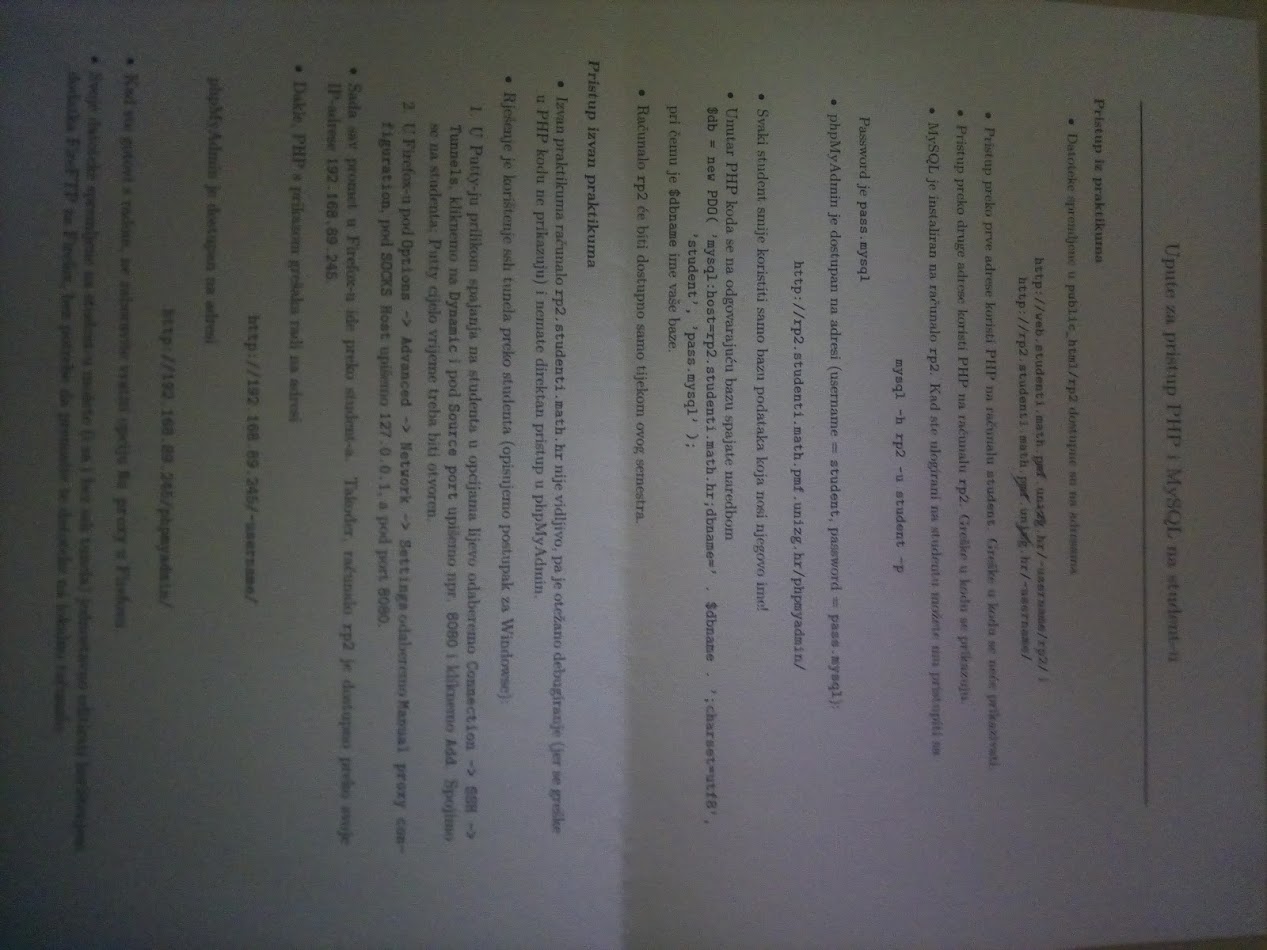 Upute za pristup PHP i MySQL na student-u
Pristup iz praktikuma
• Datoteke spremljene u public_html/rp2 dostupne su na adresama
http://web.studenti.math.pmf.unizg.hr/~username/rp2/ i
http://rp2.studenti.math.pmf.unizg.hr/~username/
• Pristup preko prve adrese koristi PHP na računalu student. Greške u kodu se neće prikazivati.
• Pristup preko druge adrese koristi PHP na računalu rp2. Greške u kodu se prikazuju.
• MySQL je instaliran na računalo rp2. Kad ste ulogirani na studentu možete mu pristupiti sa
mysql -h rp2 -u student -p
Password je pass.mysql
• phpMyAdmin je dostupan na adresi (username = student, password = pass.mysql):
http://rp2.studenti.math.pmf.unizg.hr/phpmyadmin/
• Svaki student smije koristiti samo bazu podataka koja nosi njegovo ime!
• Unutar PHP koda se na odgovarajuću bazu spajate naredbom
$db = new PDO( 'mysql:host=rp2.studenti.math.hr;dbname=' . $dbname . ';charset=utf8',
'student', 'pass.mysql' );
pri čemu je $dbname ime vaše baze.
• Računalo rp2 će biti dostupno samo tijekom ovog semestra.
Pristup izvan praktikuma
• Izvan praktikuma računalo rp2.studenti.math.hr nije vidljivo, pa je otežano debugiranje (jer se greške
u PHP kodu ne prikazuju) i nemate direktan pristup u phpMyAdmin.
• Rješenje je korištenje ssh tunela preko studenta (opisujemo postupak za Windowse):
1. U Putty-ju prilikom spajanja na studenta u opcijama lijevo odaberemo Connection -> SSH ->
Tunnels, kliknemo na Dynamic i pod Source port upišemo npr. 8080 i kliknemo Add. Spojimo
se na studenta; Putty cijelo vrijeme treba biti otvoren.
2. U Firefox-u pod Options -> Advanced -> Network -> Settings odaberemo Manual proxy con-
figuration, pod SOCKS Host upišemo 127.0.0.1, a pod port 8080.
• Sada sav promet u Firefox-u ide preko student-a. Također, računalo rp2 je dostupno preko svoje
IP-adrese 192.168.89.245.
• Dakle, PHP s prikazom grešaka radi na adresi
http://192.168.89.245/~username/
phpMyAdmin je dostupan na adresi
http://192.168.89.245/phpmyadmin/
• Kad ste gotovi s radom, ne zaboravite vratiti opciju No proxy u Firefoxu.
• Svoje datoteke spremljene na student-u možete (i sa i bez ssh tunela) jednostavno editirati korištenjem
dodatka FireFTP za Firefox, bez potrebe da prenosite te datoteke na lokalno računalo.